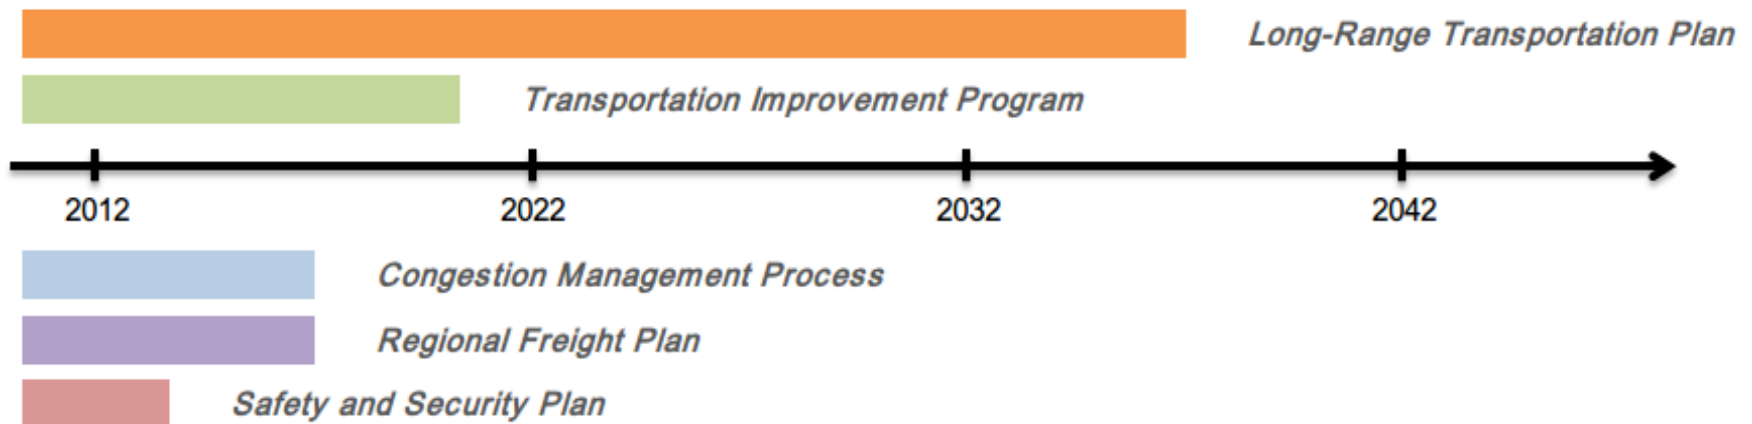 Long-Range Transportation Plan
Transportation Improvement Program
2012 2022 2032 2042
Congestion Management Process
Regional Freight Plan
Safety and Security Plan